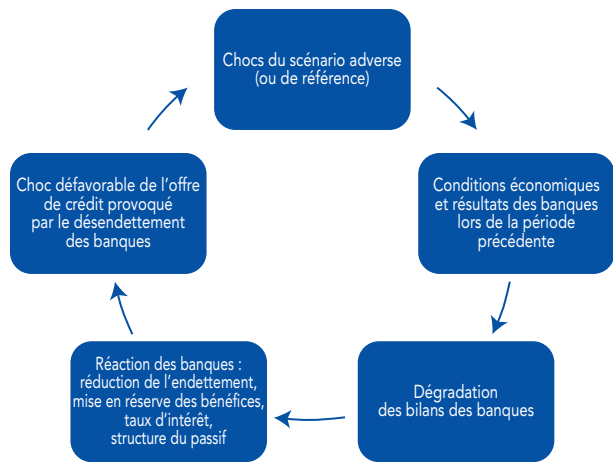 Chocs du scénario adverse
(ou de référence)
Conditions économiques
et résultats des banques
lors de la période
précédente
Dégradation
des bilans des banques
Réaction des banques :
réduction de l’endettement,
mise en réserve des bénéfices,
taux d’intérêt,
structure du passif
Choc défavorable de l’offre
de crédit provoqué
par le désendettement
des banques